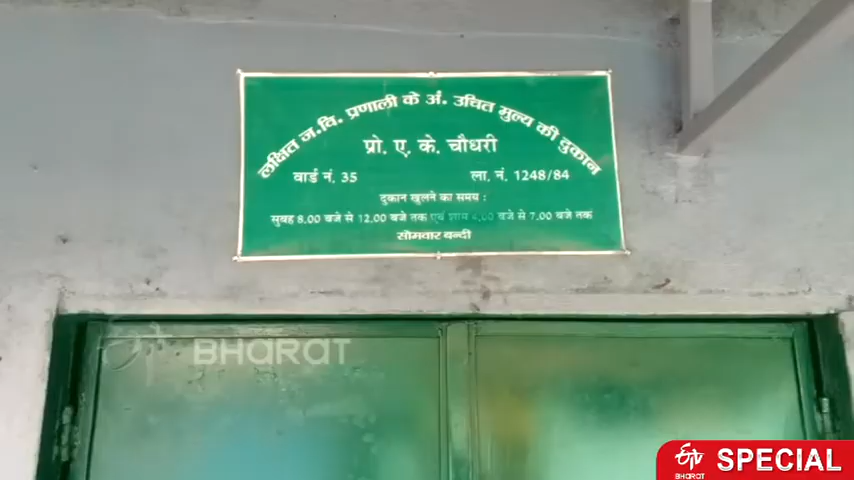 लक्षित ज.वि. प्रणाली के अं. उचित मुल्य की दुकान
प्रो. ए. के. चौधरी
वार्ड नं. 35 ला. नं. 1248/84
दुकान खुलने का समय :
सुबह 8.00 बजे से 12.00 बजे तक एवं शाम 4.00 बजे से 7.00 बजे तक
सोमवार बन्दी
BHARAT
BHARAT
SPECIAL